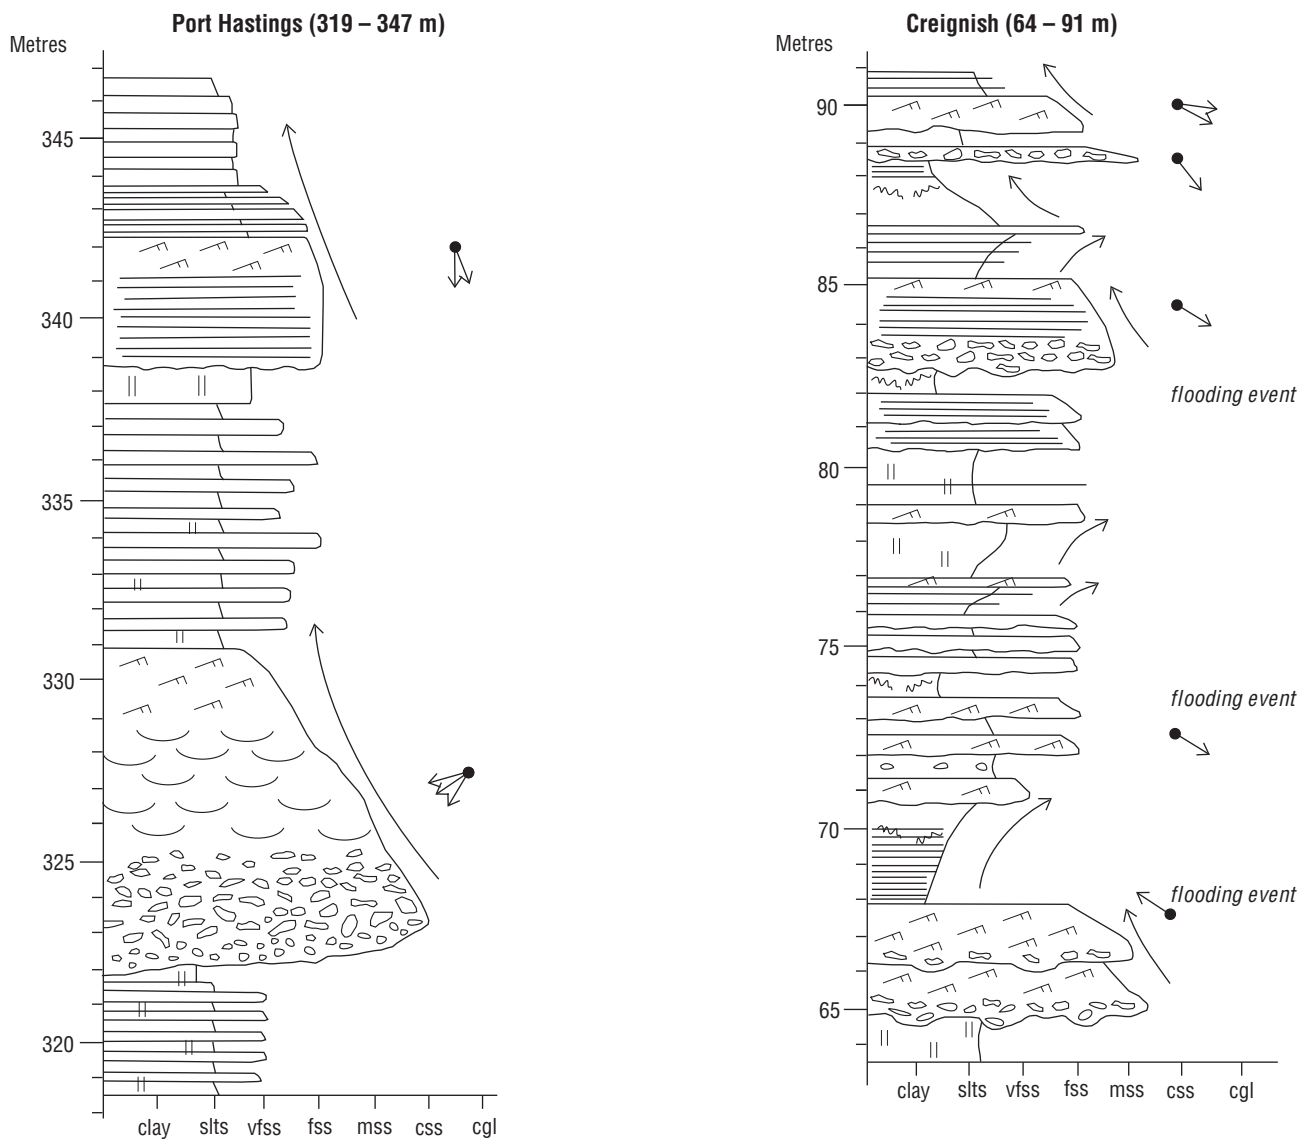 Port Hastings (319 – 347 m)
Metres
345
340
335
330
325
320
clay slts vfss fss mss css cgl
Creignish (64 – 91 m)
Metres
90
85
flooding event
80
75
flooding event
70
flooding event
65
clay slts vfss fss mss css cgl